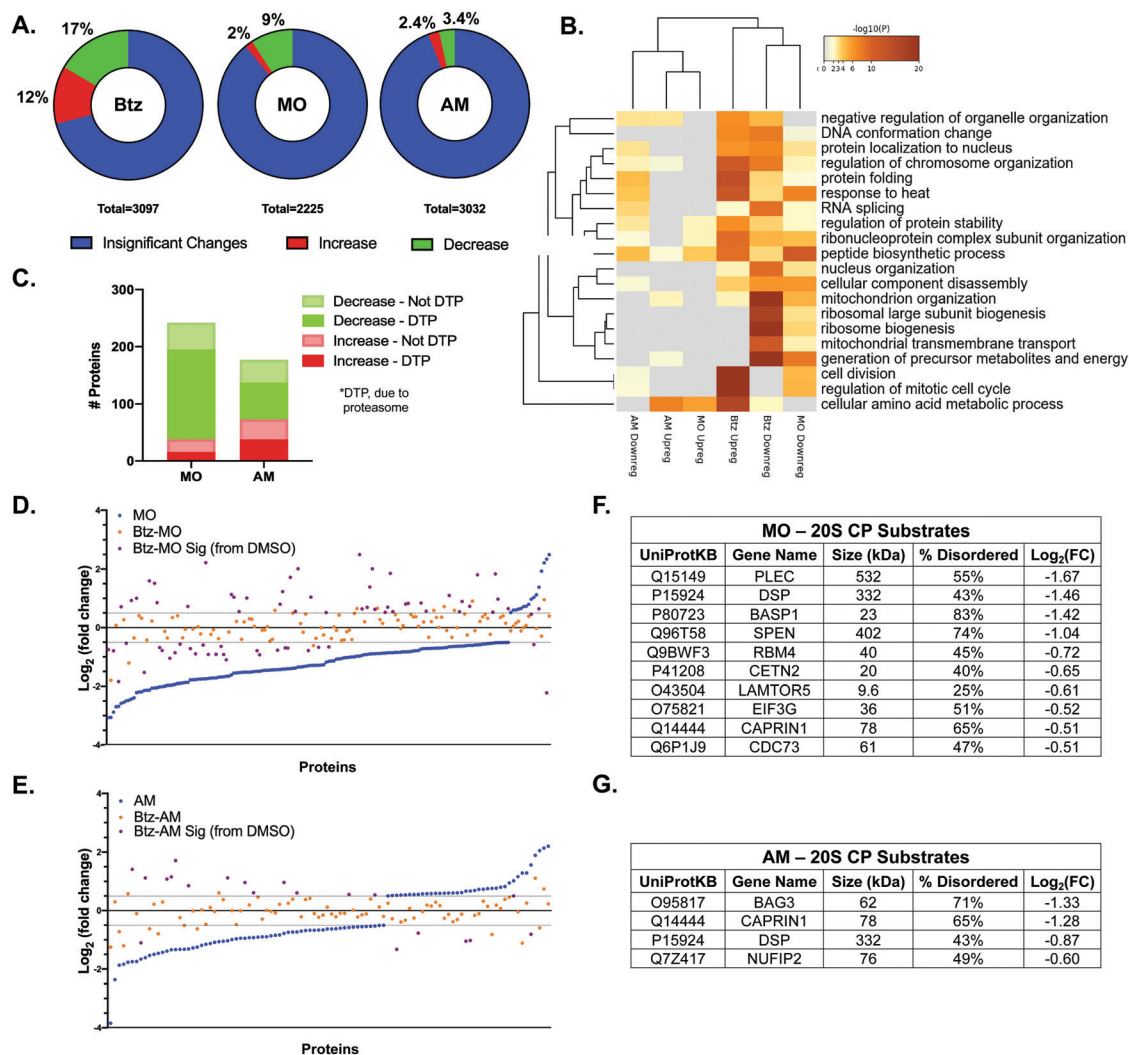 A.
17%
12%
Btz
Total=3097
9%
2%
MO
Total=2225
2.4%
3.4%
AM
Total=3032
Insignificant Changes
Increase
Decrease
B.
-log10(P)
0 2 3 4 6 10 20
negative regulation of organelle organization
DNA conformation change
protein localization to nucleus
regulation of chromosome organization
protein folding
response to heat
RNA splicing
regulation of protein stability
ribonucleoprotein complex subunit organization
peptide biosynthetic process
nucleus organization
cellular component disassembly
mitochondrion organization
ribosomal large subunit biogenesis
ribosome biogenesis
mitochondrial transmembrane transport
generation of precursor metabolites and energy
cell division
regulation of mitotic cell cycle
cellular amino acid metabolic process
AM Downreg
AM Upreg
MO Upreg
Btz Upreg
Btz Downreg
MO Downreg
C.
# Proteins
300
200
100
0
MO
AM
Decrease - Not DTP
Decrease - DTP
Increase - Not DTP
Increase - DTP
*DTP, due to
proteasome
D.
MO
Btz-MO
Btz-MO Sig (from DMSO)
Log2 (fold change)
4
2
0
-2
-4
Proteins
E.
AM
Btz-AM
Btz-AM Sig (from DMSO)
Log2 (fold change)
4
2
0
-2
-4
Proteins
F.
MO – 20S CP Substrates
UniProtKB Gene Name Size (kDa) % Disordered Log2(FC)
Q15149 PLEC 532 55% -1.67
P15924 DSP 332 43% -1.46
P80723 BASP1 23 83% -1.42
Q96T58 SPEN 402 74% -1.04
Q9BWF3 RBM4 40 45% -0.72
P41208 CETN2 20 40% -0.65
O43504 LAMTOR5 9.6 25% -0.61
O75821 EIF3G 36 51% -0.52
Q14444 CAPRIN1 78 65% -0.51
Q6P1J9 CDC73 61 47% -0.51
G.
AM – 20S CP Substrates
UniProtKB Gene Name Size (kDa) % Disordered Log2(FC)
O95817 BAG3 62 71% -1.33
Q14444 CAPRIN1 78 65% -1.28
P15924 DSP 332 43% -0.87
Q7Z417 NUFIP2 76 49% -0.60